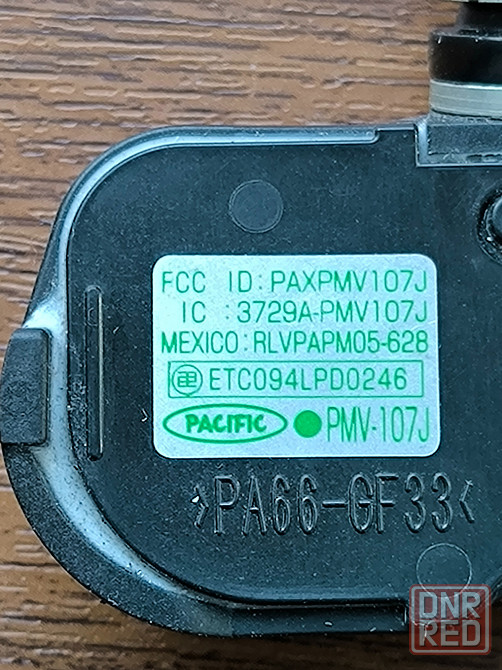 FCC ID: PAXPMV107J
IC : 3729A-PMV107J
MEXICO: RLVPAPM05-628
ETC094LPD0246
PACIFIC PMV-107J
>PA66-GF33<
DNR
RED